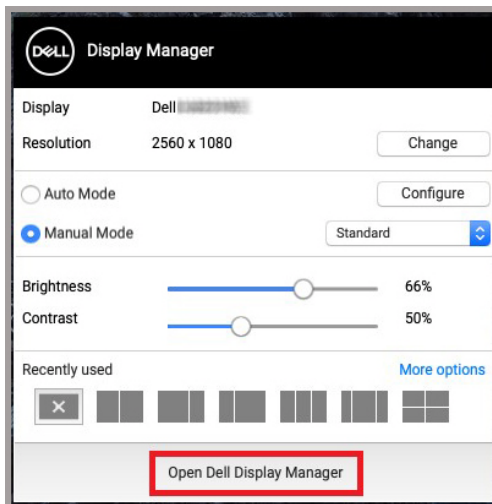 DELL Display Manager
Display Dell
Resolution 2560 x 1080 Change
Auto Mode Configure
Manual Mode Standard
Brightness 66%
Contrast 50%
Recently used More options
Open Dell Display Manager